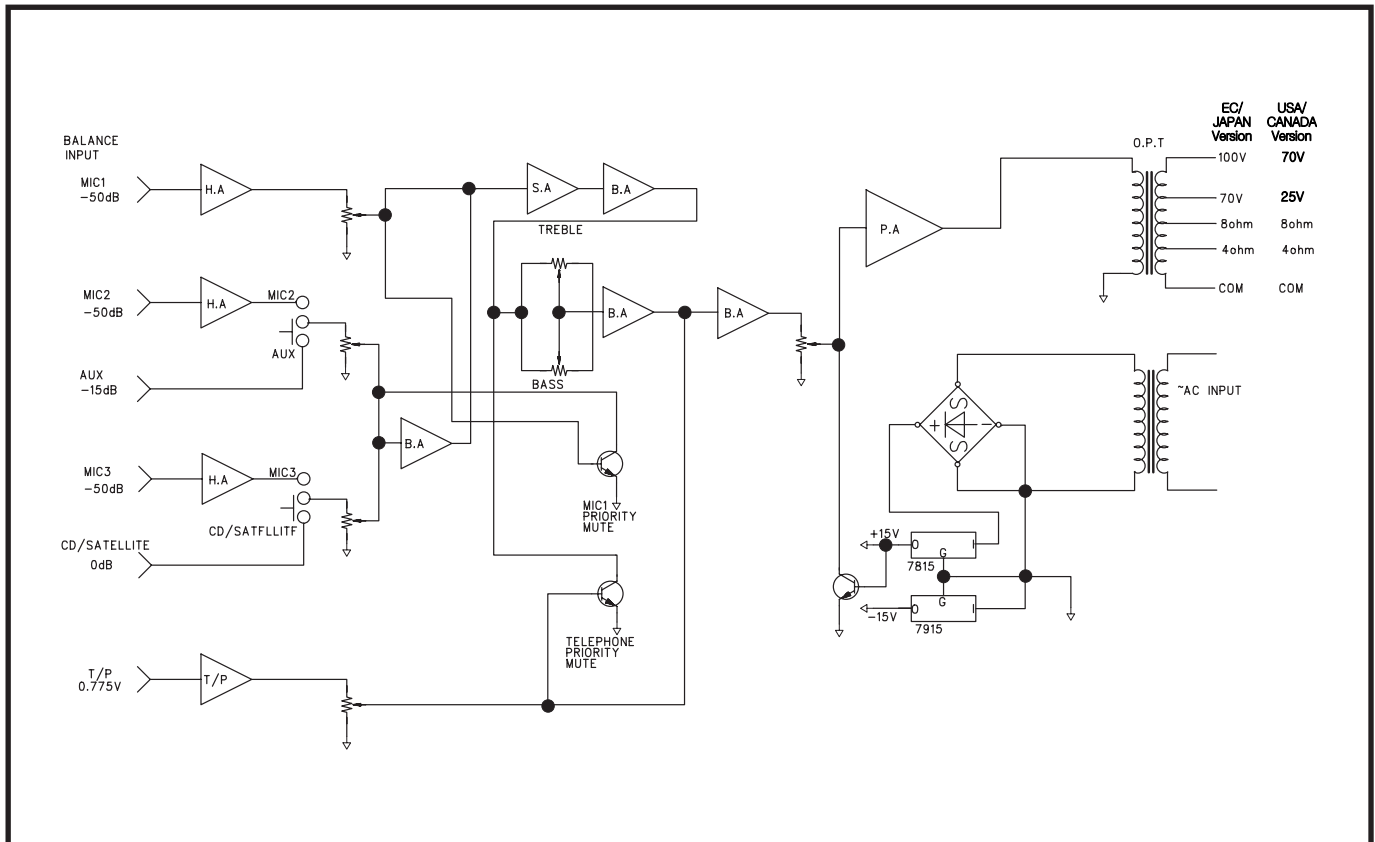 BALANCE
INPUT
MIC1
-50dB
H.A
MIC2
-50dB
H.A
MIC2
AUX
AUX
-15dB
MIC3
-50dB
H.A
MIC3
CD/SATFLLITF
CD/SATELLITE
0dB
T/P
0.775V
T/P
B.A
S.A
B.A
TREBLE
B.A
BASS
B.A
MIC1
PRIORITY
MUTE
TELEPHONE
PRIORITY
MUTE
P.A
O.P.T
EC/
JAPAN
Version
USA/
CANADA
Version
100V 70V
70V 25V
8ohm 8ohm
4ohm 4ohm
COM COM
~AC INPUT
S
+ -
S
+15V
O I
G
7815
-15V
O I
G
7915